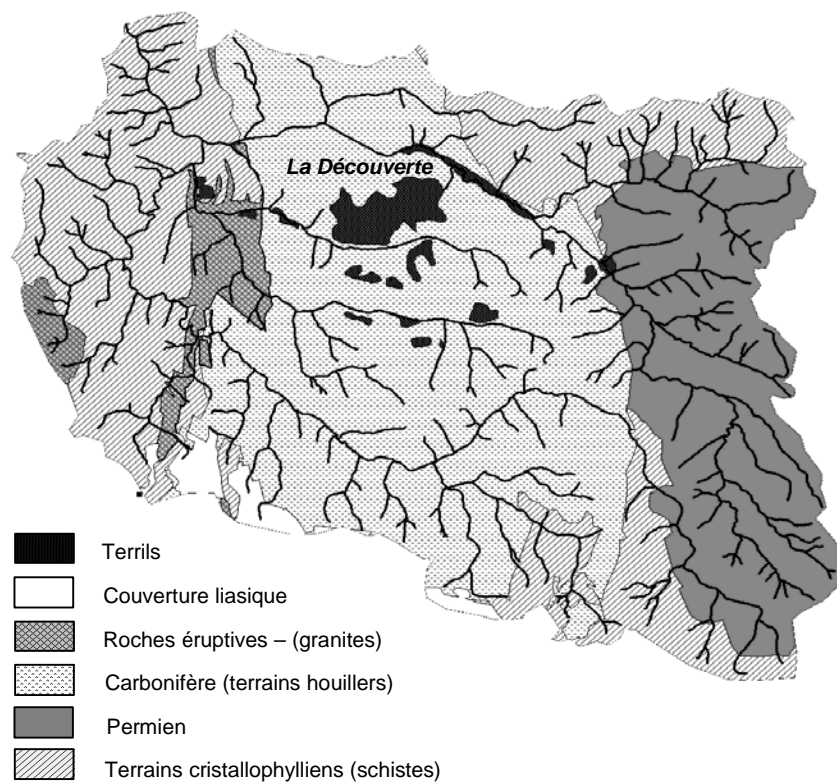 La Découverte
Terrils
Couverture liasique
Roches éruptives – (granites)
Carbonifère (terrains houillers)
Permien
Terrains cristallophylliens (schistes)